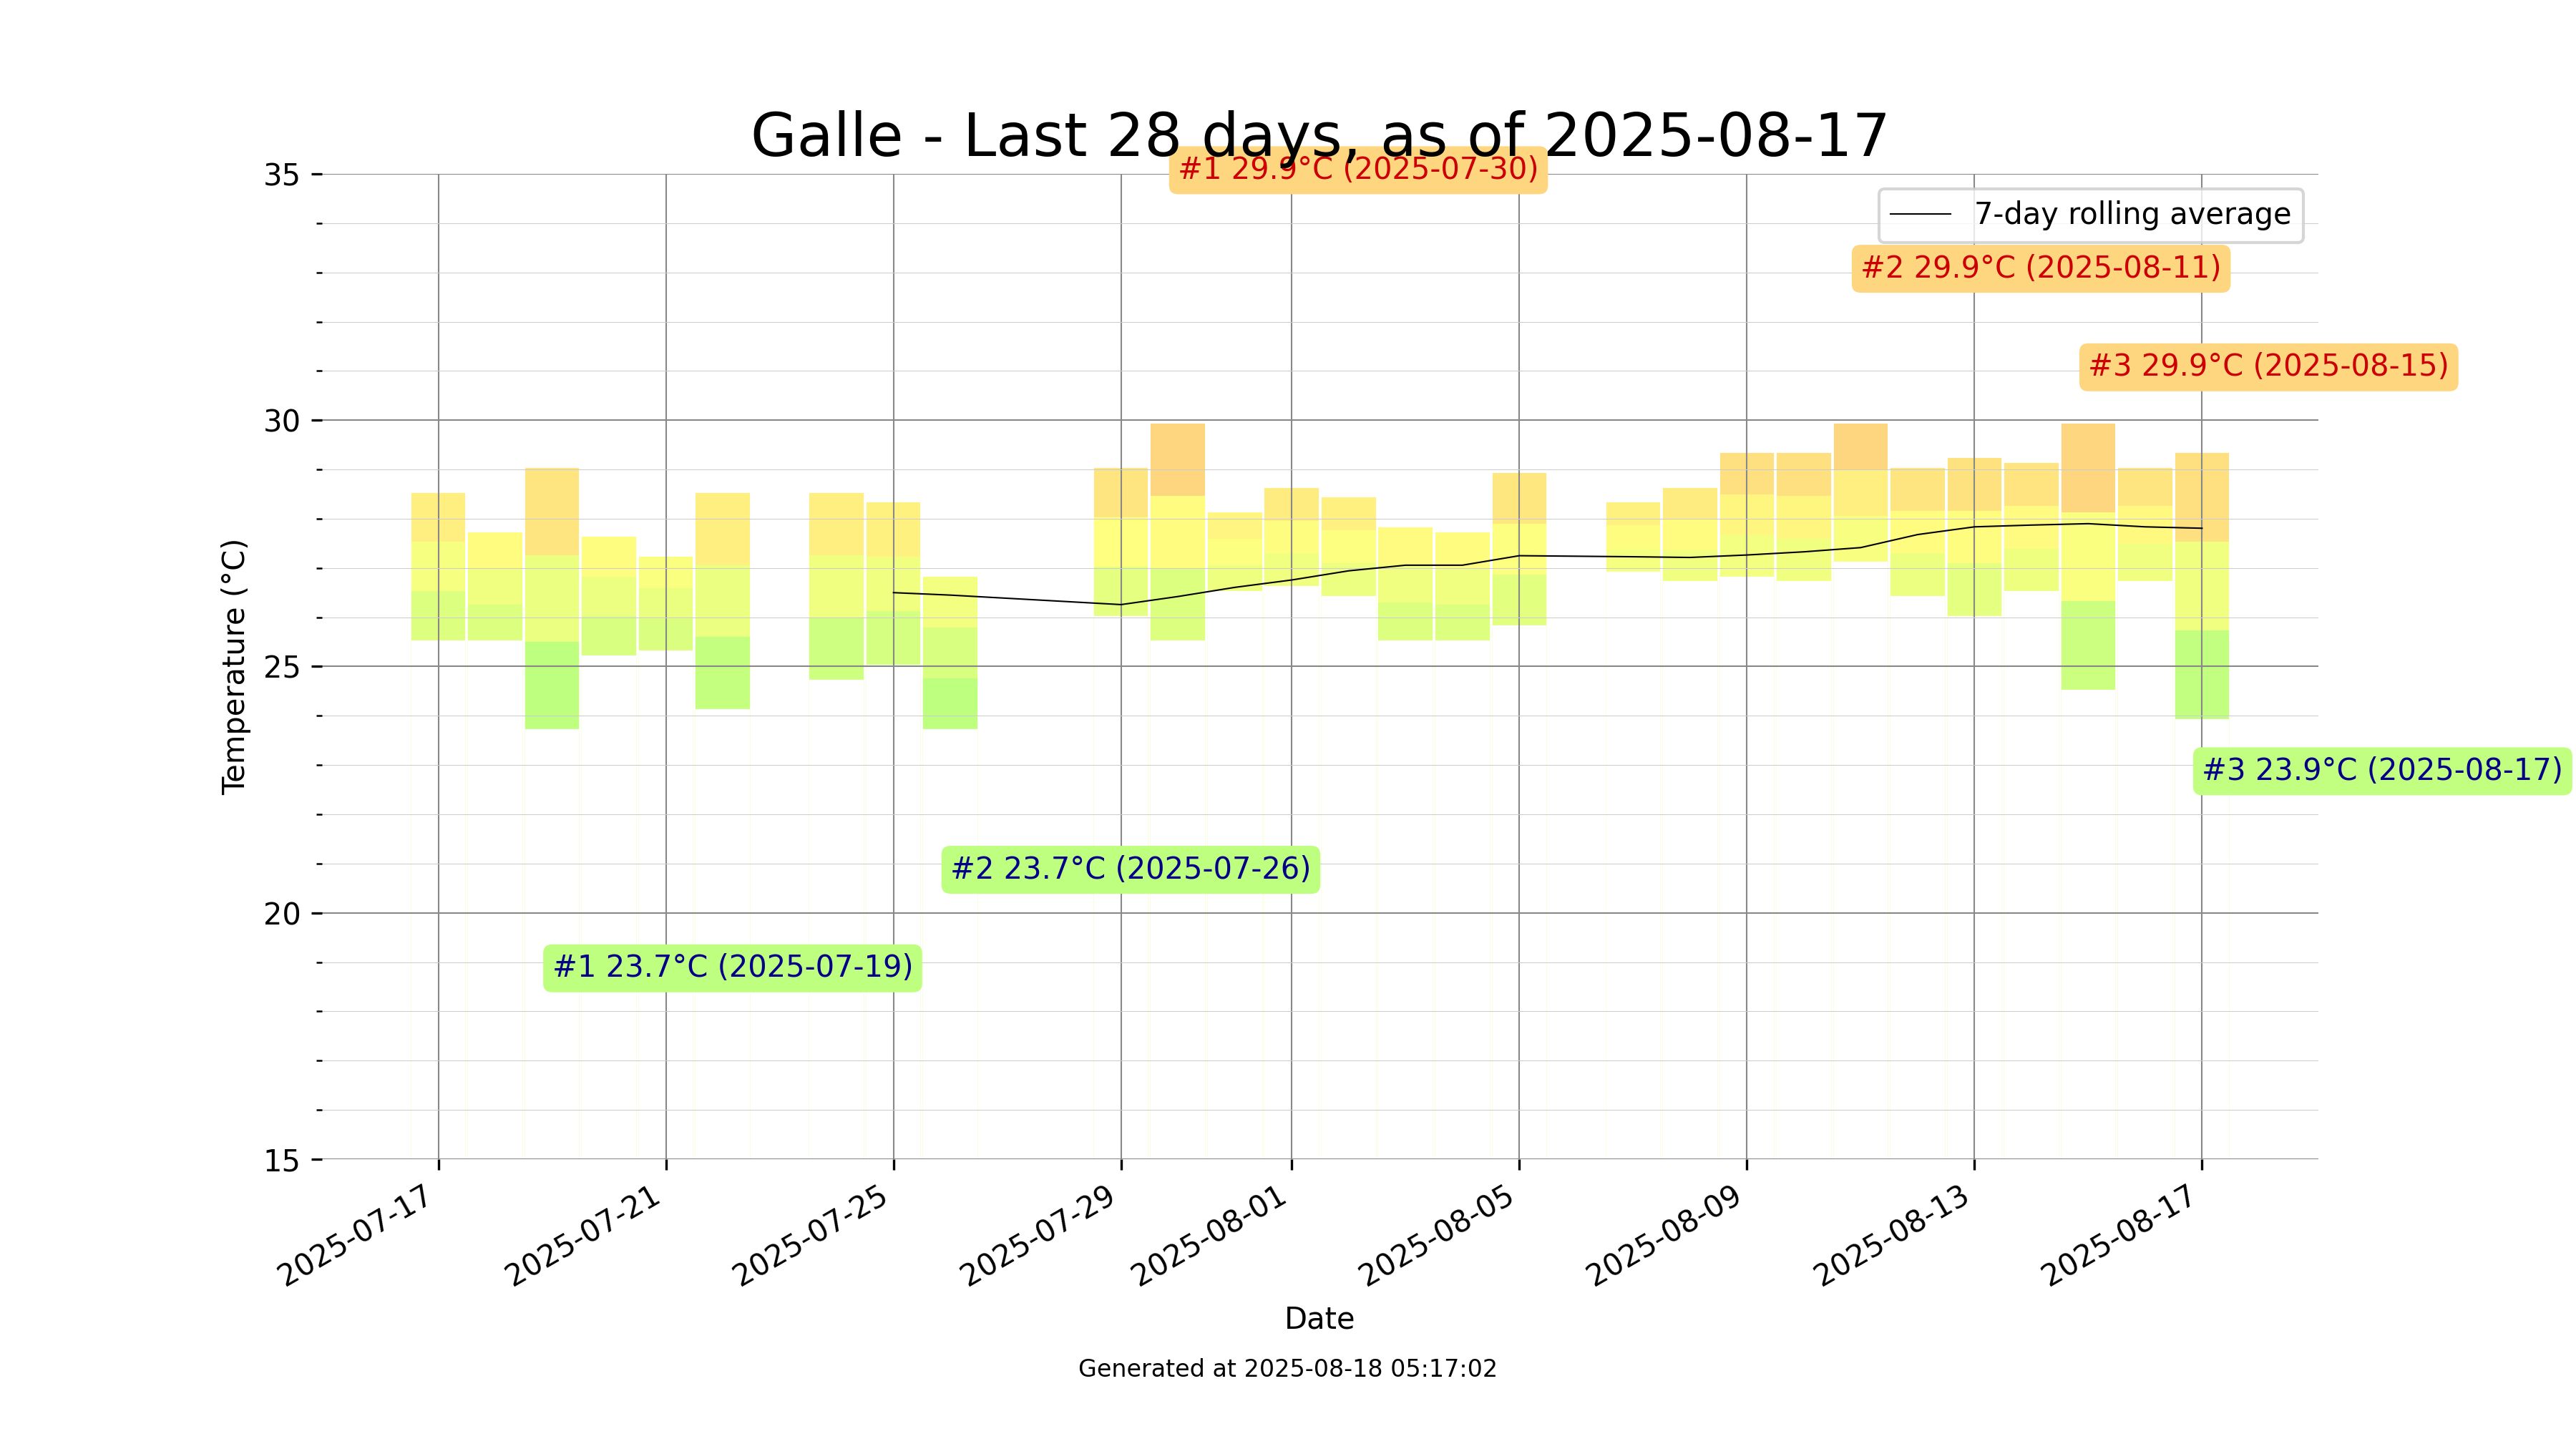 Galle - Last 28 days, as of 2025-08-17
#1 29.9°C (2025-07-30)
7-day rolling average
#2 29.9°C (2025-08-11)
#3 29.9°C (2025-08-15)
#3 23.9°C (2025-08-17)
#2 23.7°C (2025-07-26)
#1 23.7°C (2025-07-19)
Temperature (°C)
35
30
25
20
15
2025-07-17
2025-07-21
2025-07-25
2025-07-29
2025-08-01
2025-08-05
2025-08-09
2025-08-13
2025-08-17
Date
Generated at 2025-08-18 05:17:02